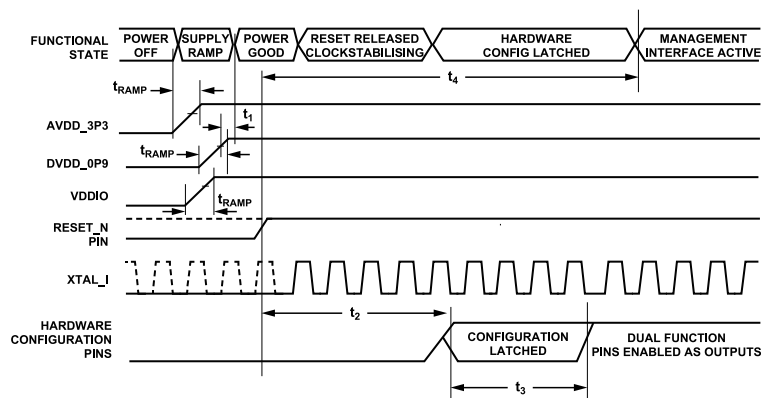 FUNCTIONAL
STATE
POWER
OFF
SUPPLY
RAMP
POWER
GOOD
RESET RELEASED
CLOCKSTABILISING
HARDWARE
CONFIG LATCHED
MANAGEMENT
INTERFACE ACTIVE
tRAMP
t4
AVDD_3P3
t1
tRAMP
DVDD_0P9
VDDIO
tRAMP
RESET_N
PIN
XTAL_I
t2
HARDWARE
CONFIGURATION
PINS
CONFIGURATION
LATCHED
DUAL FUNCTION
PINS ENABLED AS OUTPUTS
t3